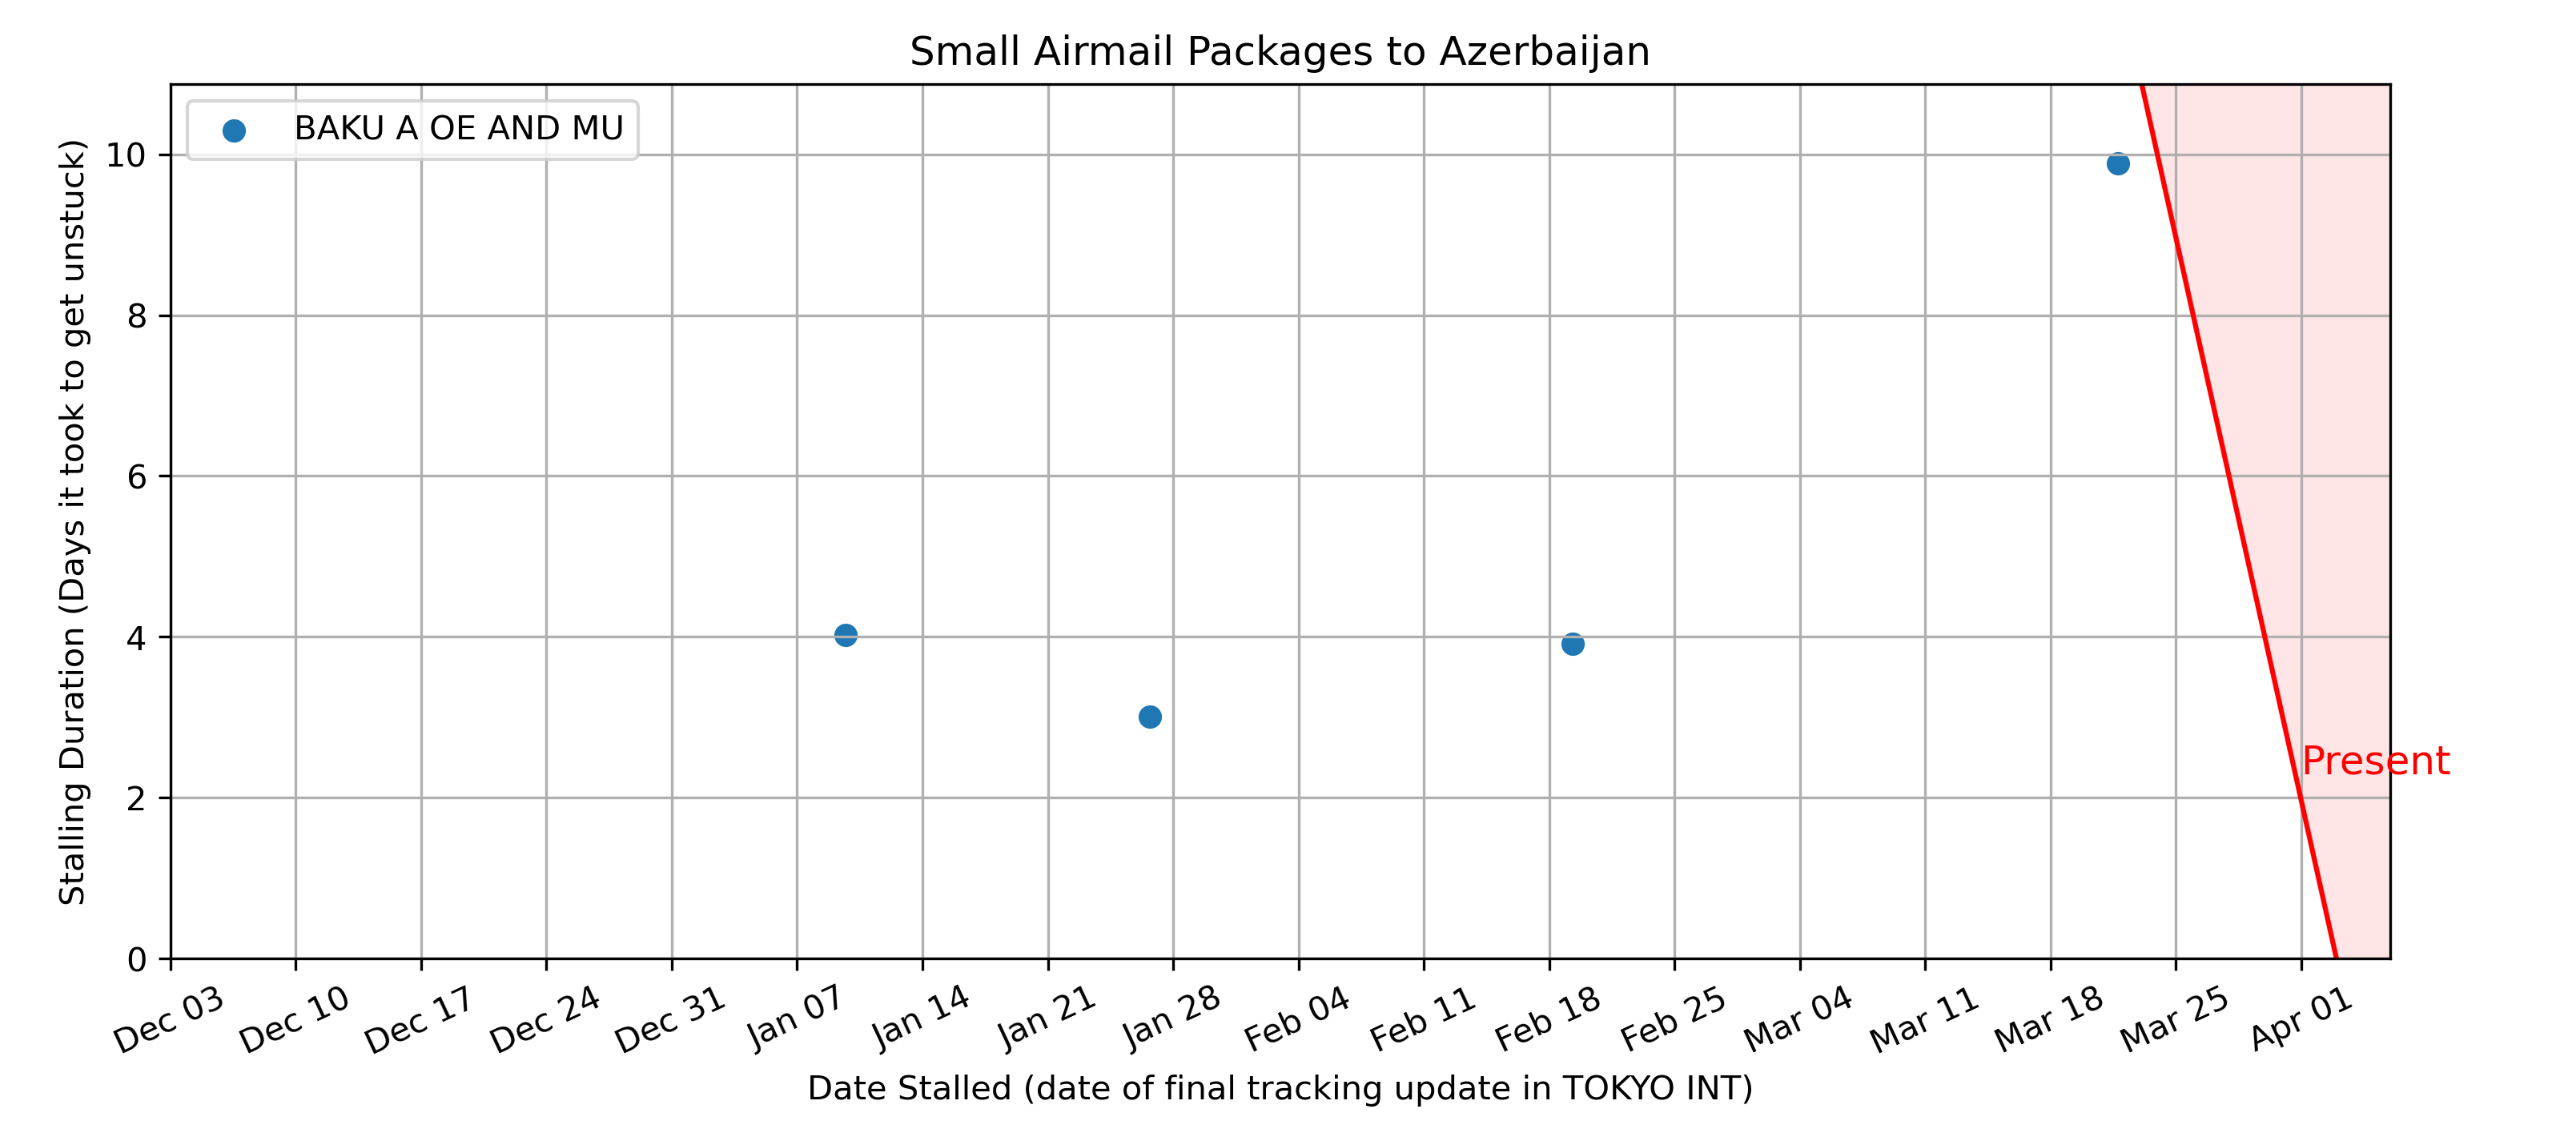 Small Airmail Packages to Azerbaijan
BAKU A OE AND MU
Stalling Duration (Days it took to get unstuck)
10
8
6
4
2
0
Present
Dec 03
Dec 10
Dec 17
Dec 24
Dec 31
Jan 07
Jan 14
Jan 21
Jan 28
Feb 04
Feb 11
Feb 18
Feb 25
Mar 04
Mar 11
Mar 18
Mar 25
Apr 01
Date Stalled (date of final tracking update in TOKYO INT)